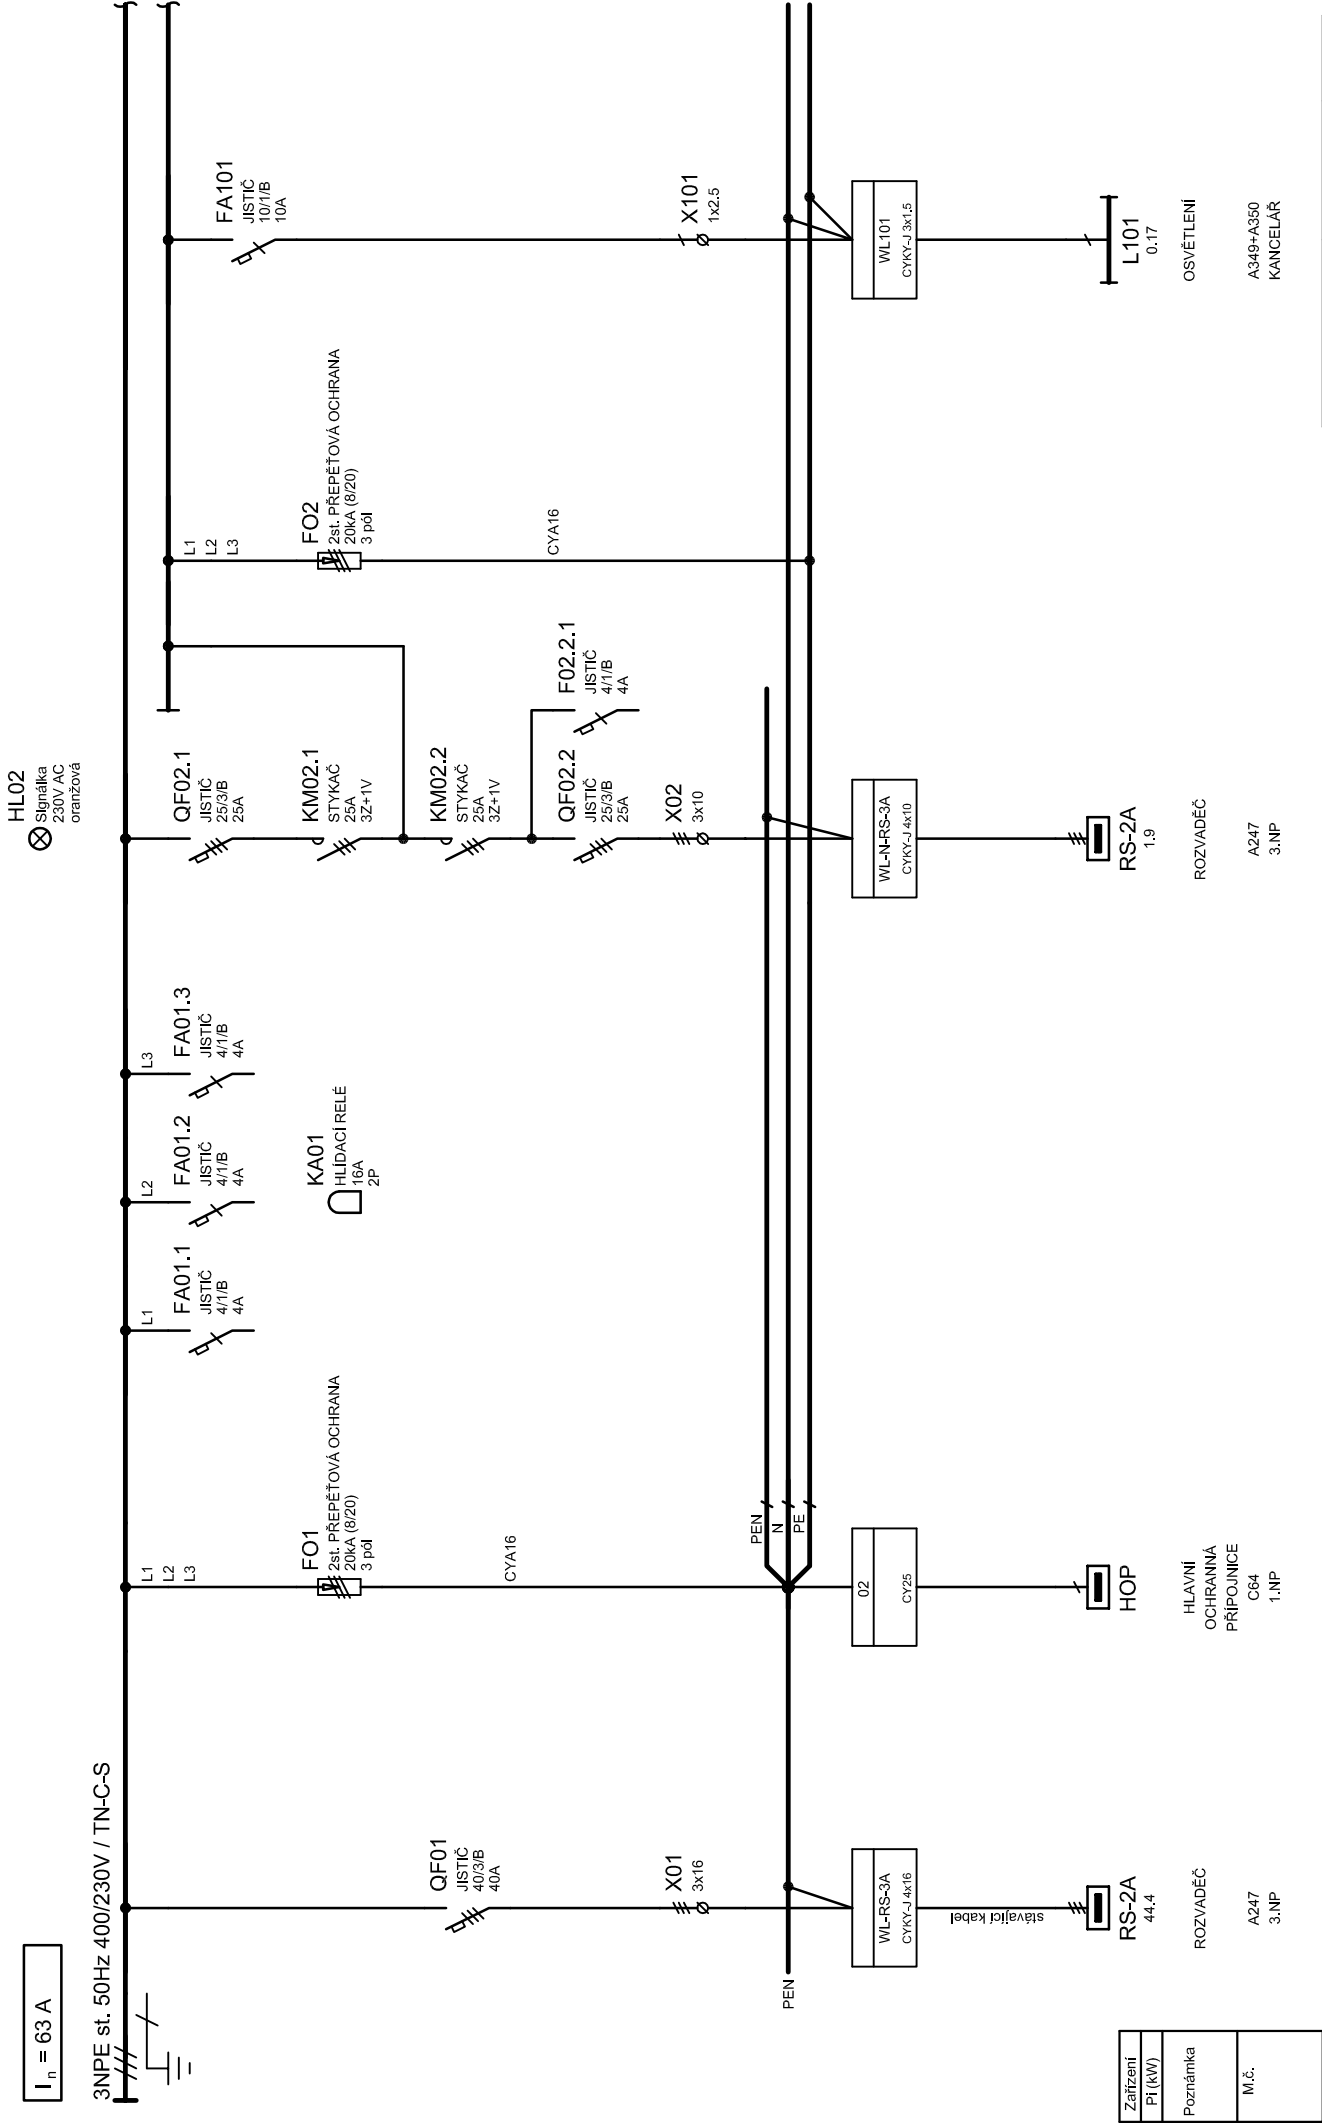 I n = 63 A
3NPE st. 50Hz 400/230V / TN-C-S
QF01
JISTIČ
40/3/B
40A
X01
3x16
PEN
WL-RS-3A
CYKY-J 4x16
stávající kabel
RS-2A
44.4
ROZVADĚČ
A247
3.NP
L1
L2
L3
FO1
2st. PŘEPĚŤOVÁ OCHRANA
20kA (8/20)
3 pól
CYA16
PEN
N
PE
02
CY25
HOP
HLAVNÍ
OCHRANNÁ
PŘÍPOJNICE
C64
1.NP
L1
FA01.1
JISTIČ
4/1/B
4A
L2
FA01.2
JISTIČ
4/1/B
4A
L3
FA01.3
JISTIČ
4/1/B
4A
KA01
HLÍDACÍ RELÉ
16A
2P
HL02
Signálka
230V AC
oranžová
QF02.1
JISTIČ
25/3/B
25A
KM02.1
STYKAČ
25A
3Z+1V
KM02.2
STYKAČ
25A
3Z+1V
QF02.2
JISTIČ
25/3/B
25A
F02.2.1
JISTIČ
4/1/B
4A
X02
3x10
WL-N-RS-3A
CYKY-J 4x10
RS-2A
1.9
ROZVADĚČ
A247
3.NP
L1
L2
L3
FO2
2st. PŘEPĚŤOVÁ OCHRANA
20kA (8/20)
3 pól
CYA16
FA101
JISTIČ
10/1/B
10A
X101
1x2.5
WL101
CYKY-J 3x1.5
L101
0.17
OSVĚTLENÍ
A349+A350
KANCELÁŘ
Zařízení
Pi (kW)
Poznámka
M.č.